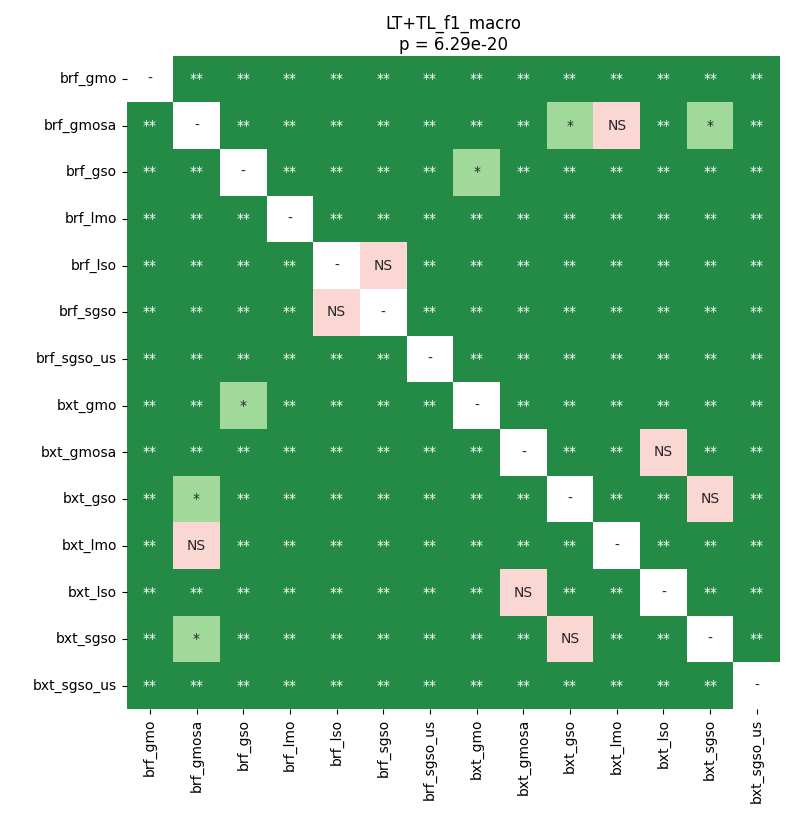 LT+TL_f1_macro
p = 6.29e-20
brf_gmo - ** ** ** ** ** ** ** ** ** ** ** ** **
brf_gmosa ** - ** ** ** ** ** ** ** * NS ** * **
brf_gso ** ** - ** ** ** ** * ** ** ** ** ** **
brf_lmo ** ** ** - ** ** ** ** ** ** ** ** ** **
brf_lso ** ** ** ** - NS ** ** ** ** ** ** ** **
brf_sgso ** ** ** ** NS - ** ** ** ** ** ** ** **
brf_sgso_us ** ** ** ** ** ** - ** ** ** ** ** ** **
bxt_gmo ** ** * ** ** ** ** - ** ** ** ** ** **
bxt_gmosa ** ** ** ** ** ** ** ** - ** ** NS ** **
bxt_gso ** * ** ** ** ** ** ** ** - ** ** NS **
bxt_lmo ** NS ** ** ** ** ** ** ** ** - ** ** **
bxt_lso ** ** ** ** ** ** ** ** NS ** ** - ** **
bxt_sgso ** * ** ** ** ** ** ** ** NS ** ** - **
bxt_sgso_us ** ** ** ** ** ** ** ** ** ** ** ** ** -
brf_gmo
brf_gmosa
brf_gso
brf_lmo
brf_lso
brf_sgso
brf_sgso_us
bxt_gmo
bxt_gmosa
bxt_gso
bxt_lmo
bxt_lso
bxt_sgso
bxt_sgso_us